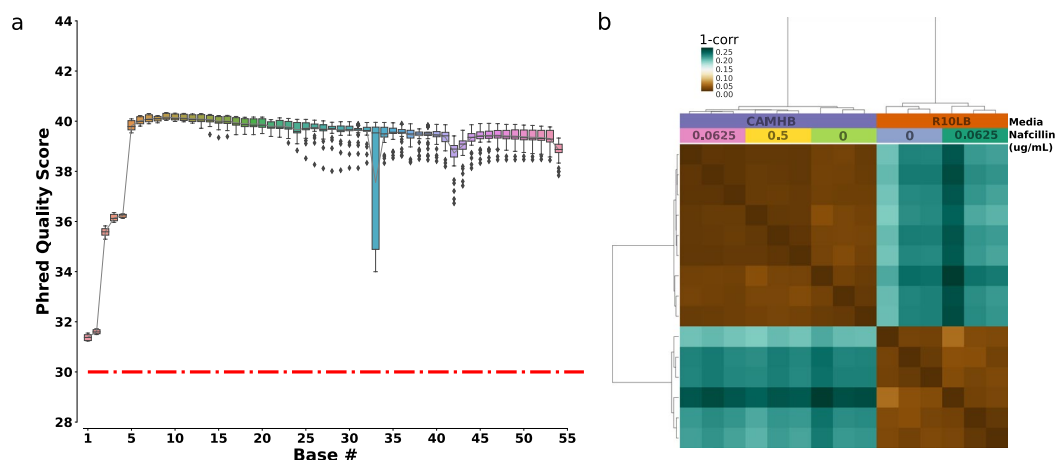 a
44
42
40
38
36
34
32
30
28
Phred Quality Score
1 5 10 15 20 25 30 35 40 45 50 55
Base #
b
1-corr
0.25
0.20
0.15
0.10
0.05
0.00
CAMHB R10LB Media
0.0625 0.5 0 0 0.0625 Nafcillin
(ug/mL)